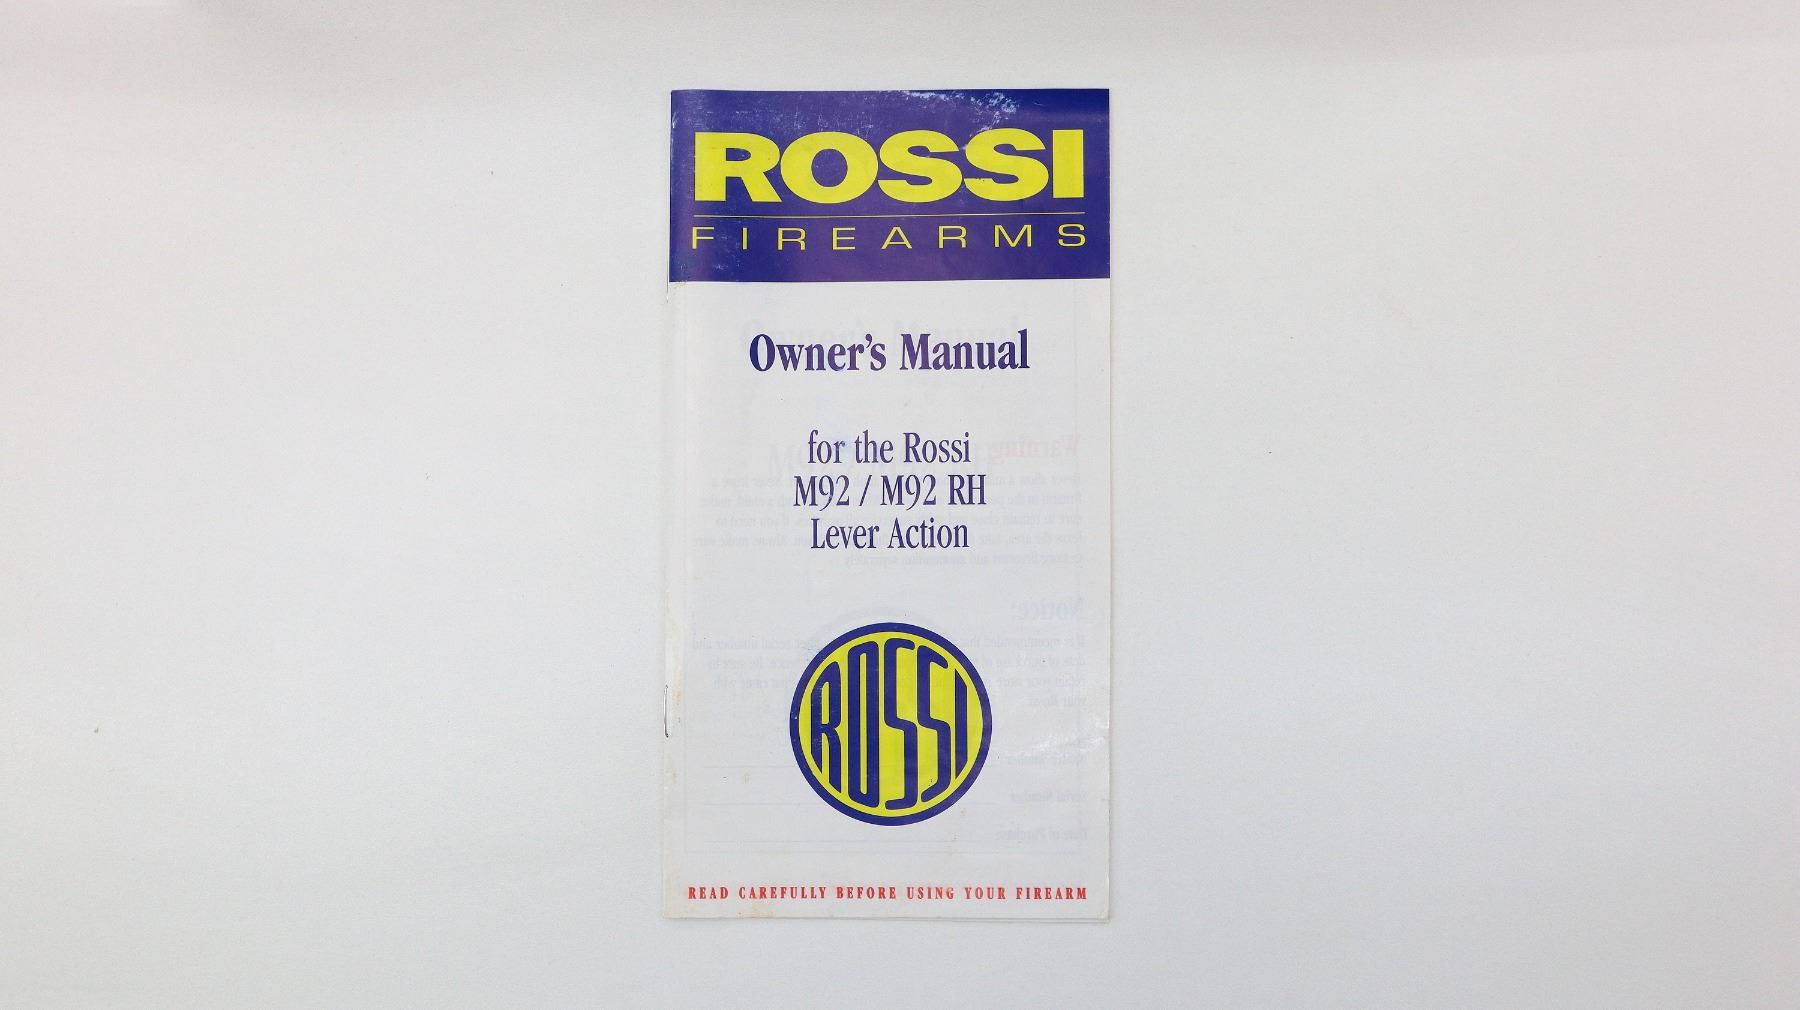 ROSSI
FIREARMS
Owner's Manual
for the Rossi
M92 / M92 RH
Lever Action
ROSSI
READ CAREFULLY BEFORE USING YOUR FIREARM